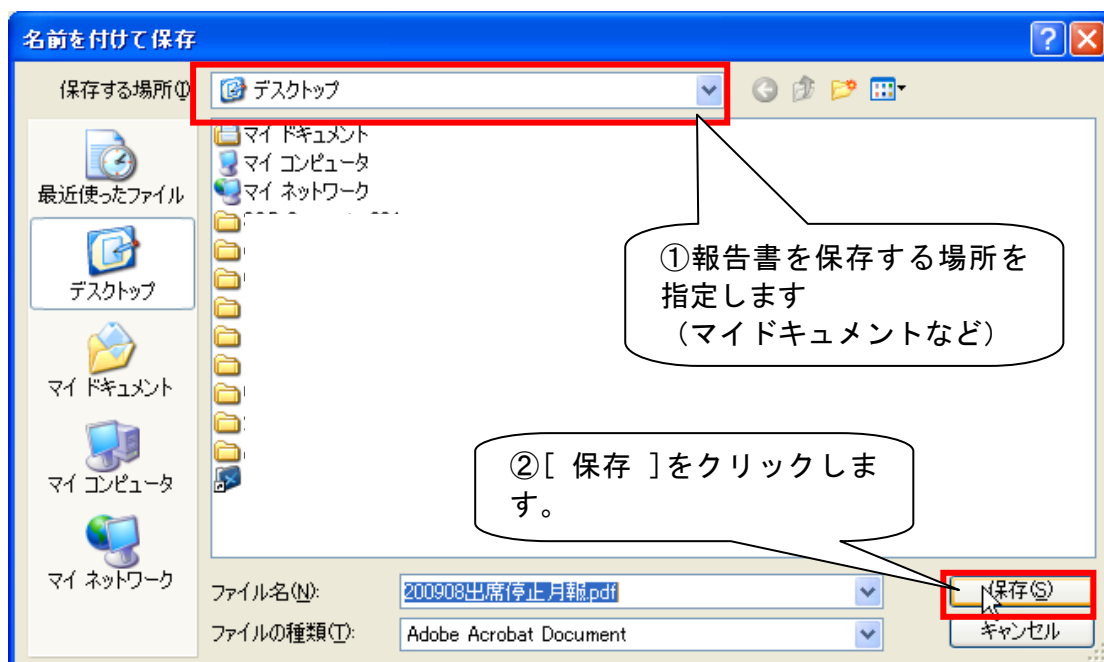 名前を付けて保存
保存する場所(I)
デスクトップ
マイ ドキュメント
マイ コンピュータ
マイ ネットワーク
最近使ったファイル
デスクトップ
マイ ドキュメント
マイ コンピュータ
マイ ネットワーク
①報告書を保存する場所を
指定します
（マイドキュメントなど）
②[ 保存 ]をクリックしま
す。
ファイル名(N):
200908出席停止月報.pdf
保存(S)
ファイルの種類(T):
Adobe Acrobat Document
キャンセル